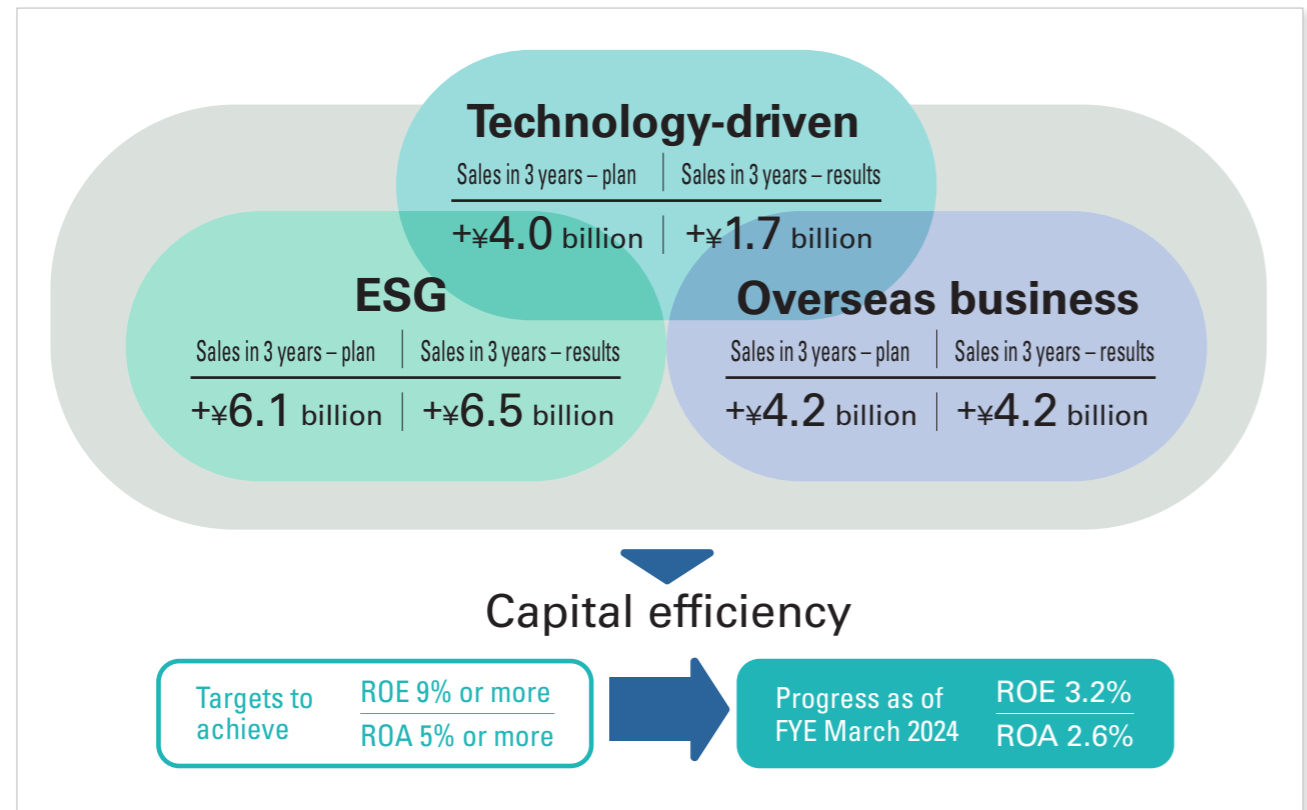 Technology-driven
Sales in 3 years – plan Sales in 3 years – results
+¥4.0 billion +¥1.7 billion
ESG
Sales in 3 years – plan Sales in 3 years – results
+¥6.1 billion +¥6.5 billion
Overseas business
Sales in 3 years – plan Sales in 3 years – results
+¥4.2 billion +¥4.2 billion
Capital efficiency
Targets to
achieve
ROE 9% or more
ROA 5% or more
Progress as of
FYE March 2024
ROE 3.2%
ROA 2.6%